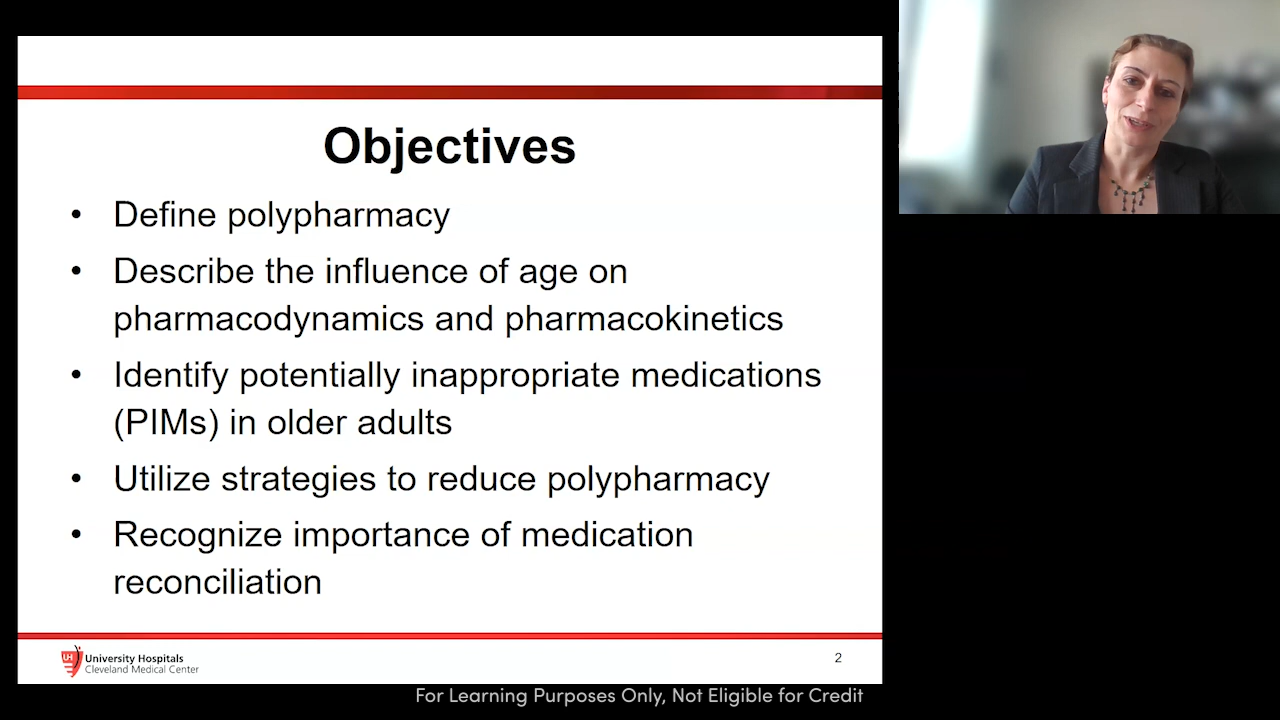 Objectives
• Define polypharmacy
• Describe the influence of age on
pharmacodynamics and pharmacokinetics
• Identify potentially inappropriate medications
(PIMs) in older adults
• Utilize strategies to reduce polypharmacy
• Recognize importance of medication
reconciliation
UH
University Hospitals
Cleveland Medical Center
2
For Learning Purposes Only, Not Eligible for Credit